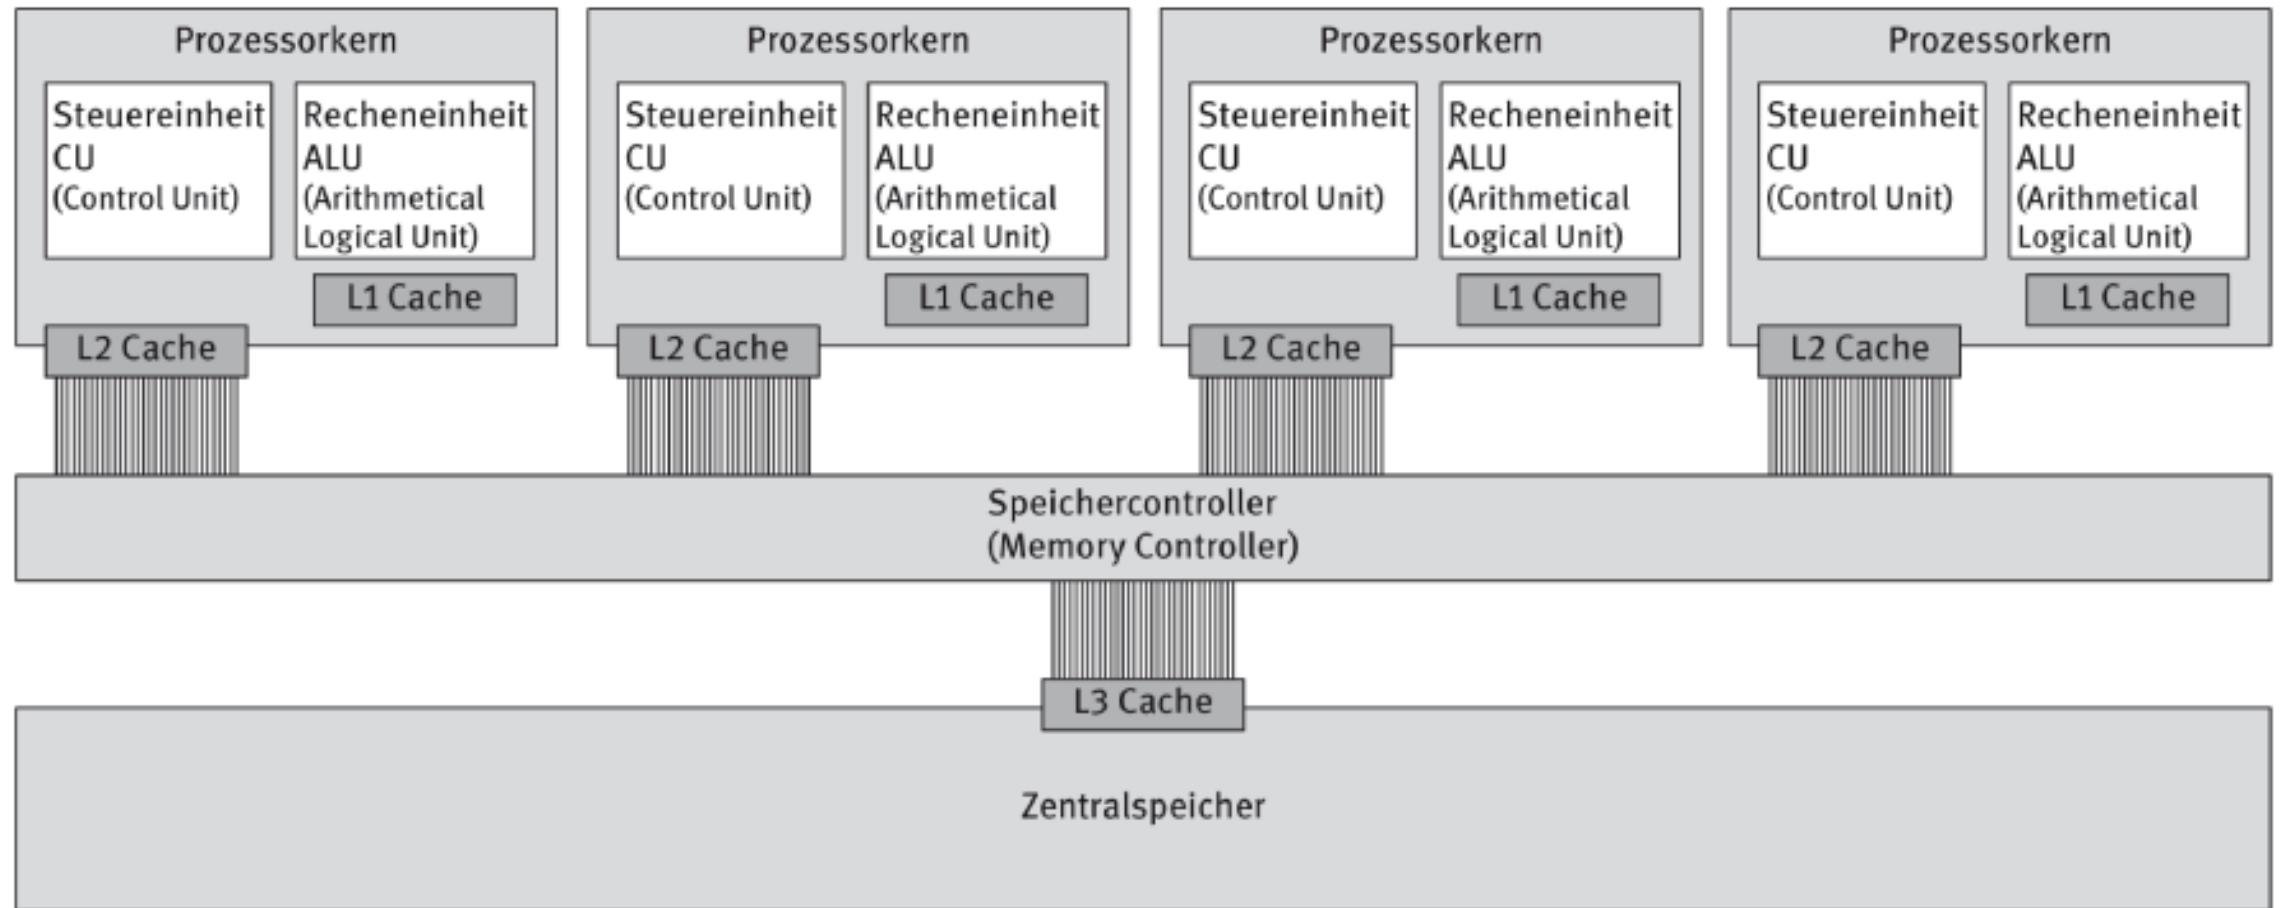 Prozessorkern
Steuereinheit
CU
(Control Unit)
Recheneinheit
ALU
(Arithmetical
Logical Unit)
L1 Cache
L2 Cache
Prozessorkern
Steuereinheit
CU
(Control Unit)
Recheneinheit
ALU
(Arithmetical
Logical Unit)
L1 Cache
L2 Cache
Prozessorkern
Steuereinheit
CU
(Control Unit)
Recheneinheit
ALU
(Arithmetical
Logical Unit)
L1 Cache
L2 Cache
Prozessorkern
Steuereinheit
CU
(Control Unit)
Recheneinheit
ALU
(Arithmetical
Logical Unit)
L1 Cache
L2 Cache
Speichercontroller
(Memory Controller)
L3 Cache
Zentralspeicher